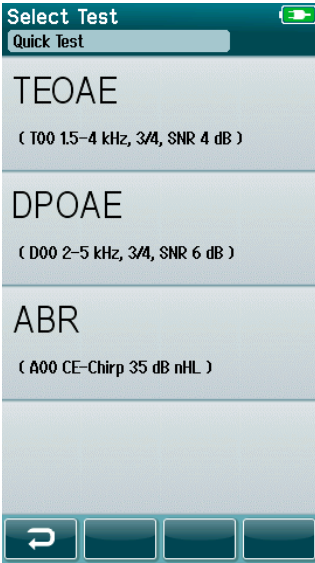 Select Test
Quick Test
TEOAE
( T00 1.5-4 kHz, 3/4, SNR 4 dB )
DPOAE
( D00 2-5 kHz, 3/4, SNR 6 dB )
ABR
( A00 CE-Chirp 35 dB nHL )